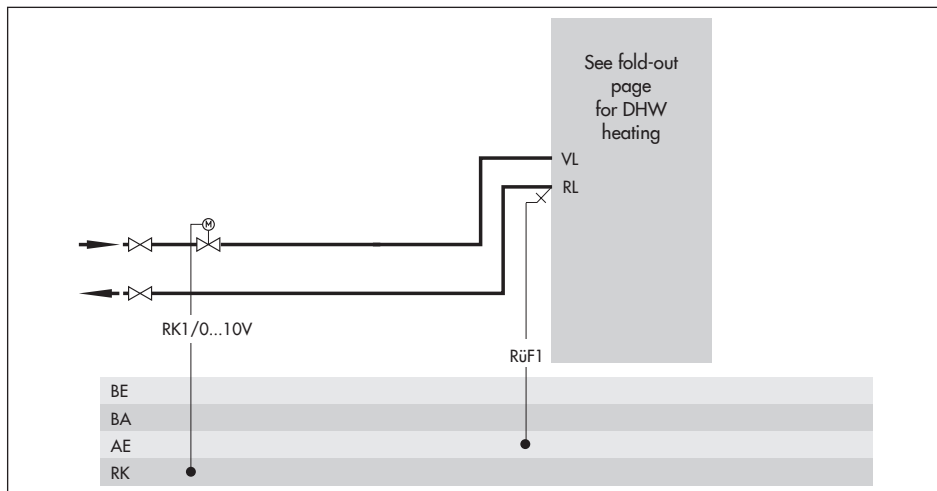 See fold-out
page
for DHW
heating
VL
RL
M
RK1/0...10V
RüF1
BE
BA
AE
RK